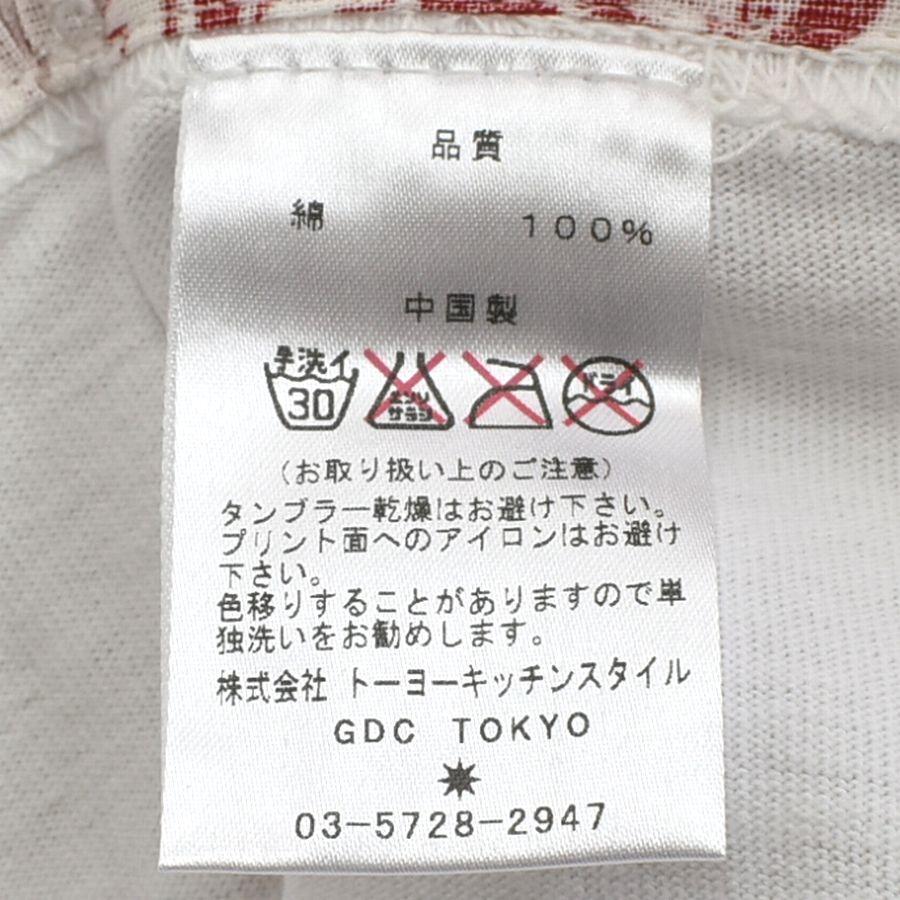 品質
綿 100%
中国製
手洗イ
30
エンソ
サラシ
ドライ
(お取り扱い上のご注意)
タンブラー乾燥はお避け下さい。
プリント面へのアイロンはお避け
下さい。
色移りすることがありますので単
独洗いをお勧めします。
株式会社 トーヨーキッチンスタイル
GDC TOKYO
03-5728-2947